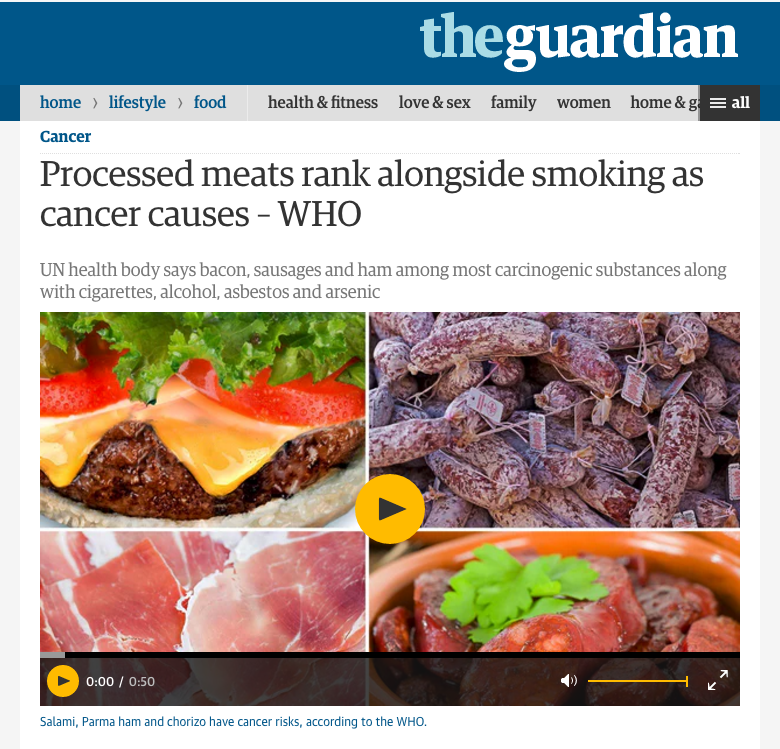 theguardian
home › lifestyle › food health & fitness love & sex family women home & ga all
Cancer
Processed meats rank alongside smoking as
cancer causes – WHO
UN health body says bacon, sausages and ham among most carcinogenic substances along
with cigarettes, alcohol, asbestos and arsenic
0:00 / 0:50
Salami, Parma ham and chorizo have cancer risks, according to the WHO.